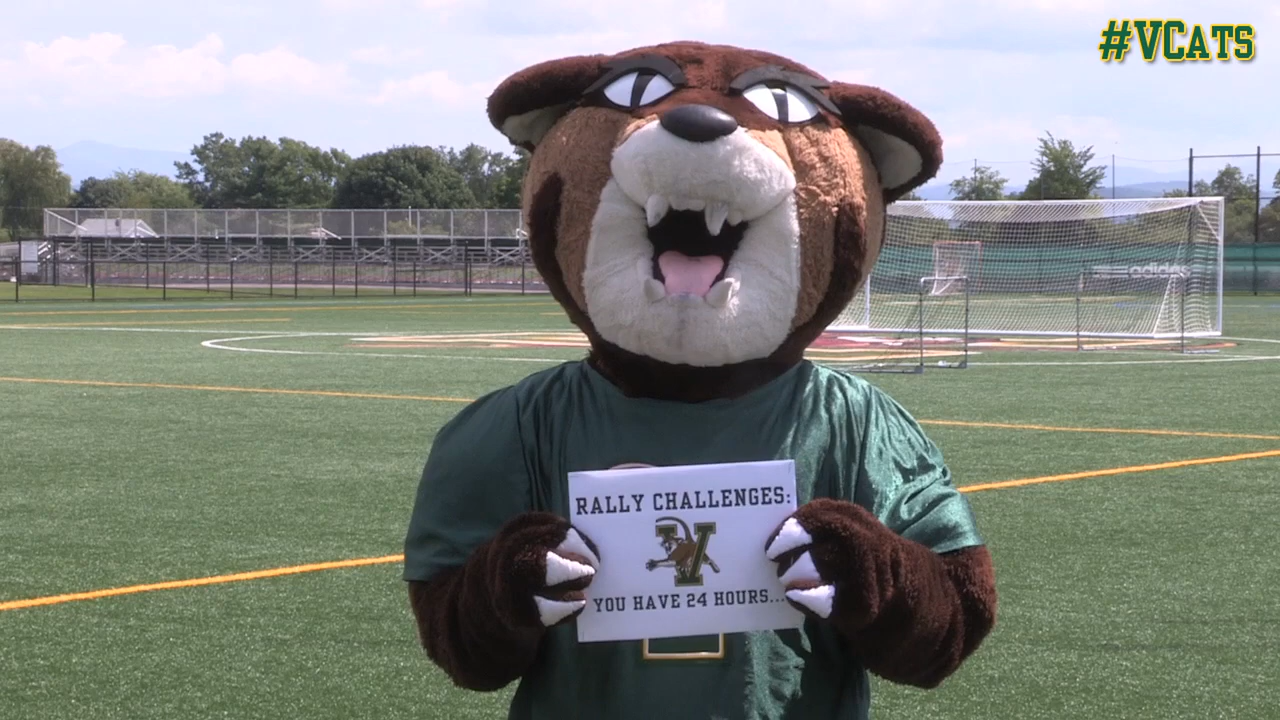 #VCATS
adidas
RALLY CHALLENGES:
V
YOU HAVE 24 HOURS...